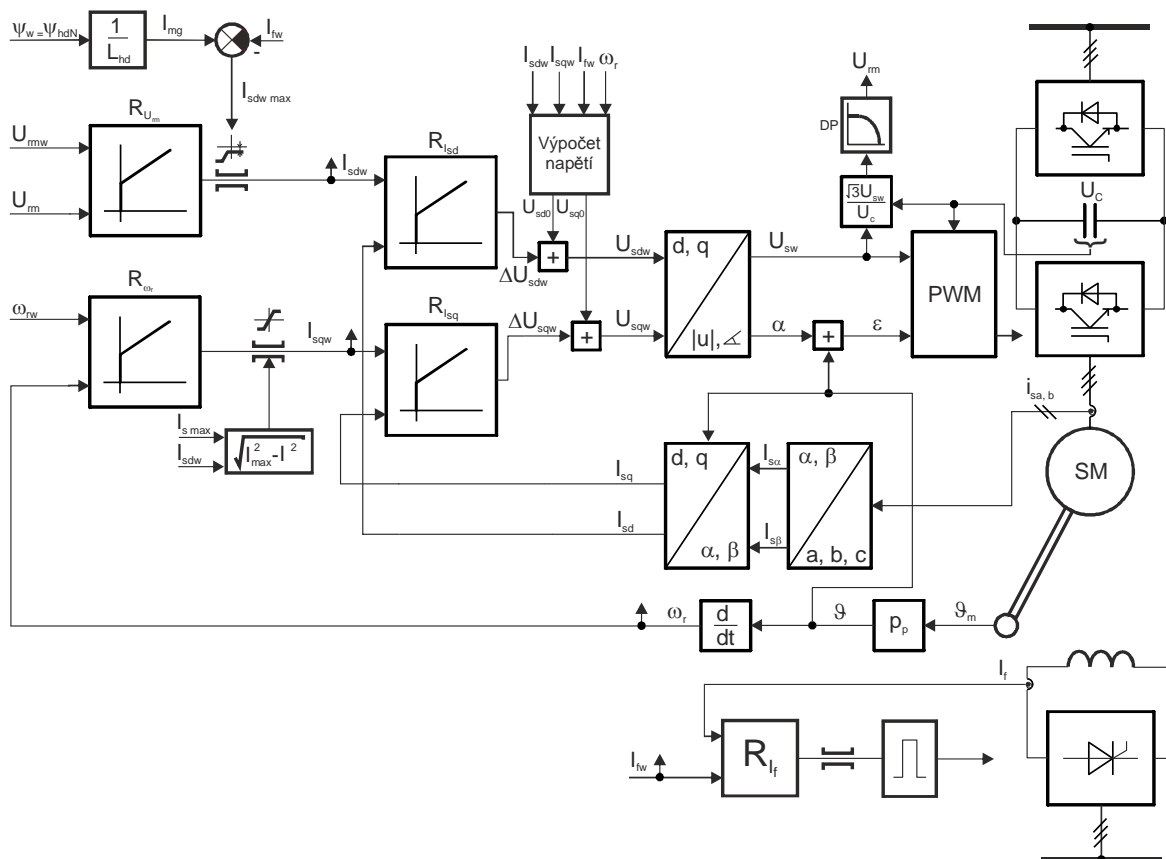 ψw = ψhdN
1
Lhd
Img
Ifw
-
Isdw max
RUrm
Urmw
Urm
Isdw
RIsd
Isdw Isqw Ifw ωr
Výpočet
napětí
Usd0 Usq0
ΔUsdw
+
Usdw
Urm
DP
√3Usw
Uc
UC
d, q
|u|,∡
Usw
α
+
ε
PWM
Rωr
ωrw
Isqw
RIsq
ΔUsqw
+
Usqw
Is max
Isdw
√I²max-I²
isa, b
SM
Isq
Isd
d, q
α, β
Isα
Isβ
α, β
a, b, c
ωr
d
dt
ϑ
pp
ϑm
If
Ifw
RIf